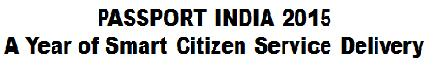 PASSPORT INDIA 2015
A Year of Smart Citizen Service Delivery